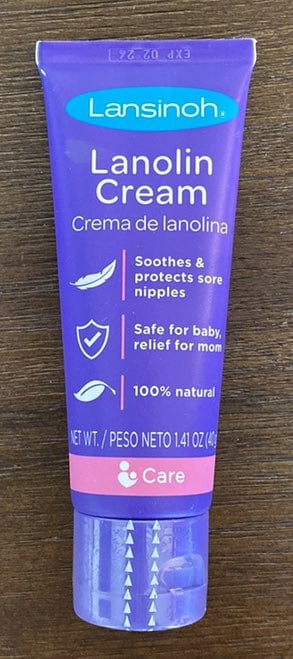 EXP 02 24
Lansinoh®
Lanolin
Cream
Crema de lanolina
Soothes &
protects sore
nipples
Safe for baby,
relief for mom
100% natural
NET WT. / PESO NETO 1.41 OZ (40g
Care